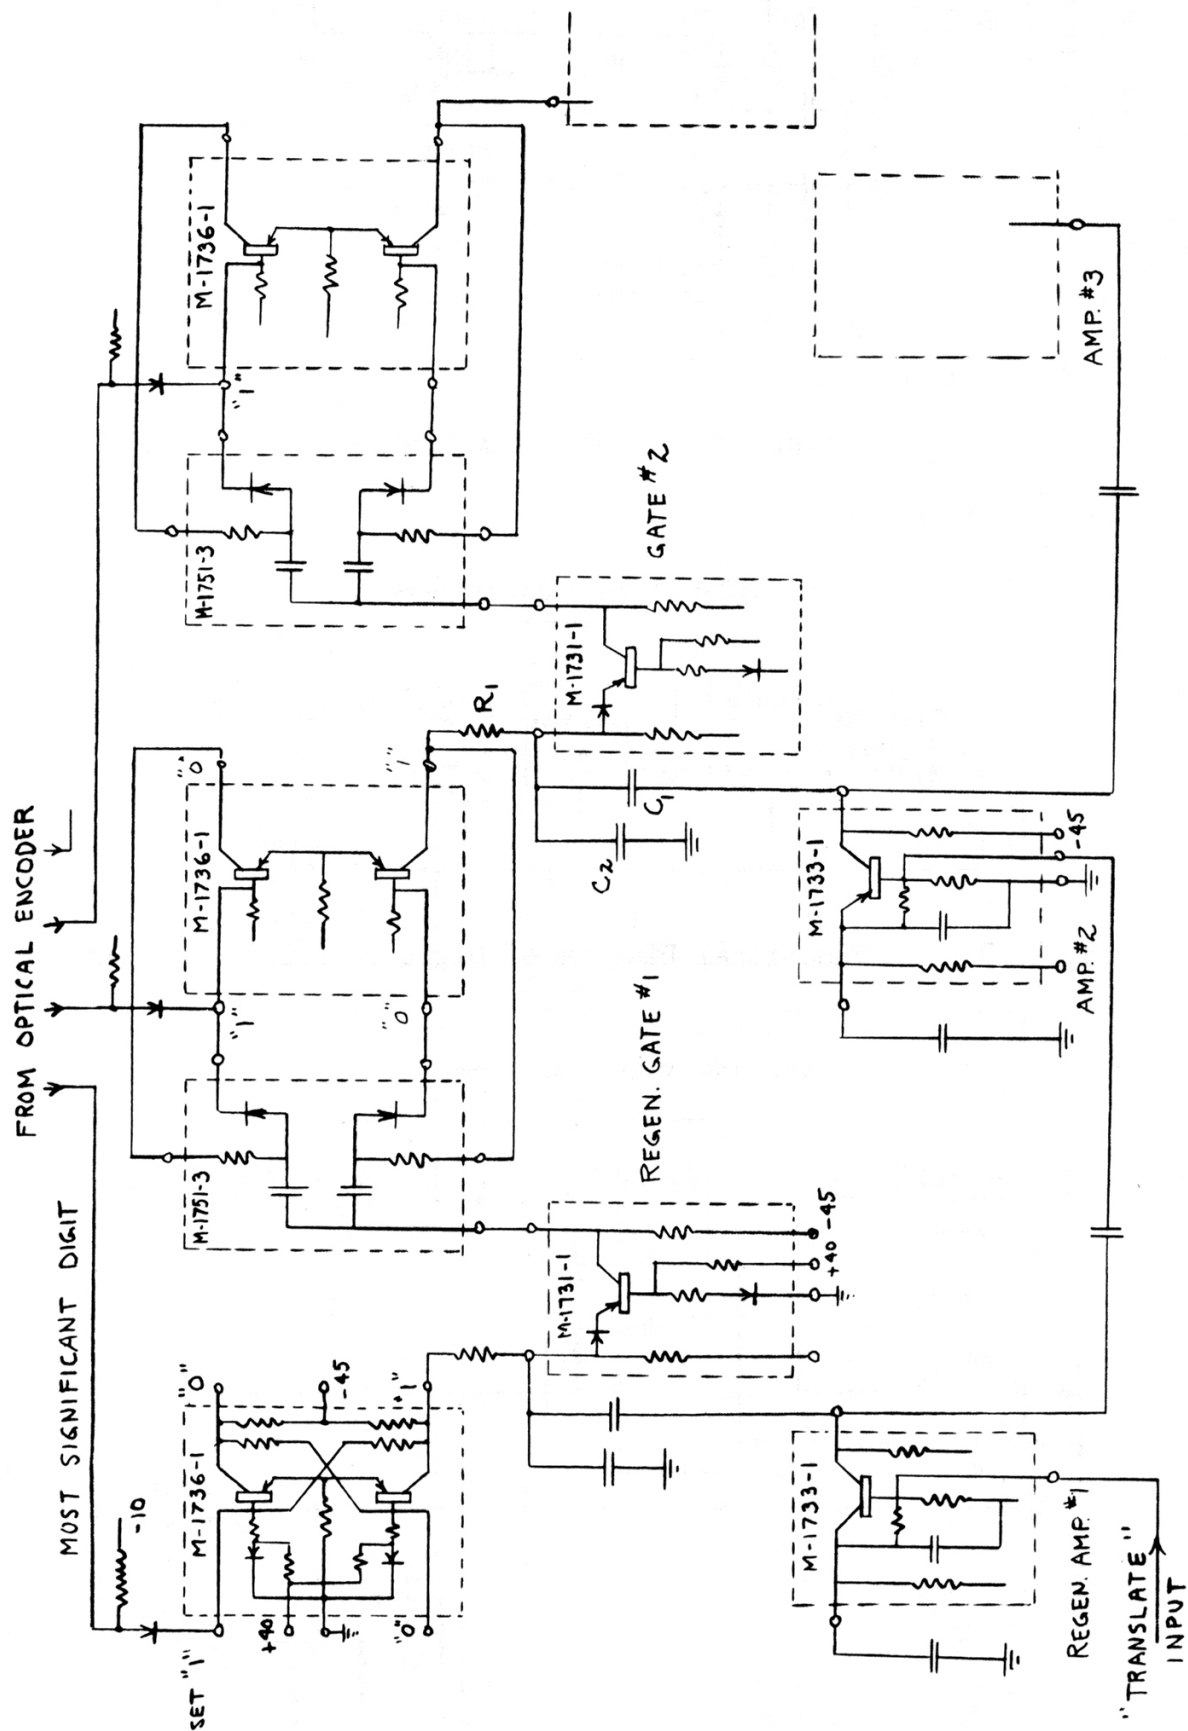 FROM OPTICAL ENCODER
MOST SIGNIFICANT DIGIT
-10
SET "1"
M-1736-1
+40
"0"
"0"
-45
"1"
M-1751-3
M-1736-1
"1"
"0"
"0"
"1"
R1
M-1751-3
M-1736-1
"1"
REGEN. GATE #1
M-1731-1
-45
+40
GATE #2
M-1731-1
C1
C2
M-1733-1
REGEN. AMP. #1
"TRANSLATE"
INPUT
M-1733-1
-45
AMP. #2
AMP. #3